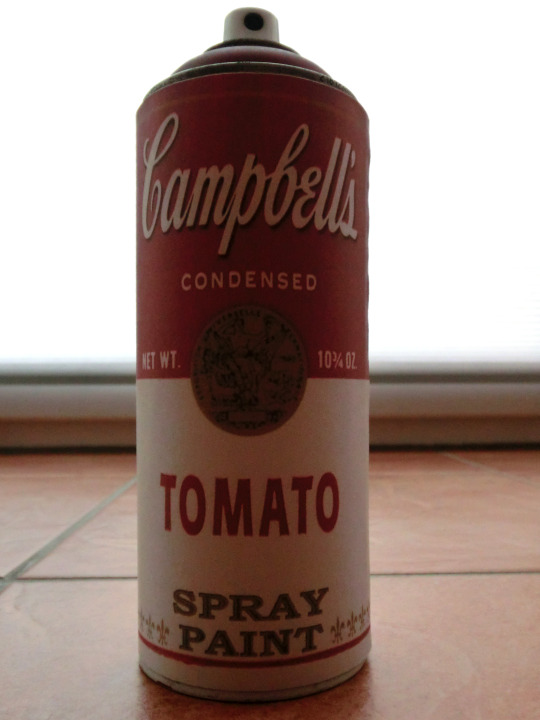 Campbell's
CONDENSED
NET WT. 10¾ OZ.
TOMATO
SPRAY
PAINT